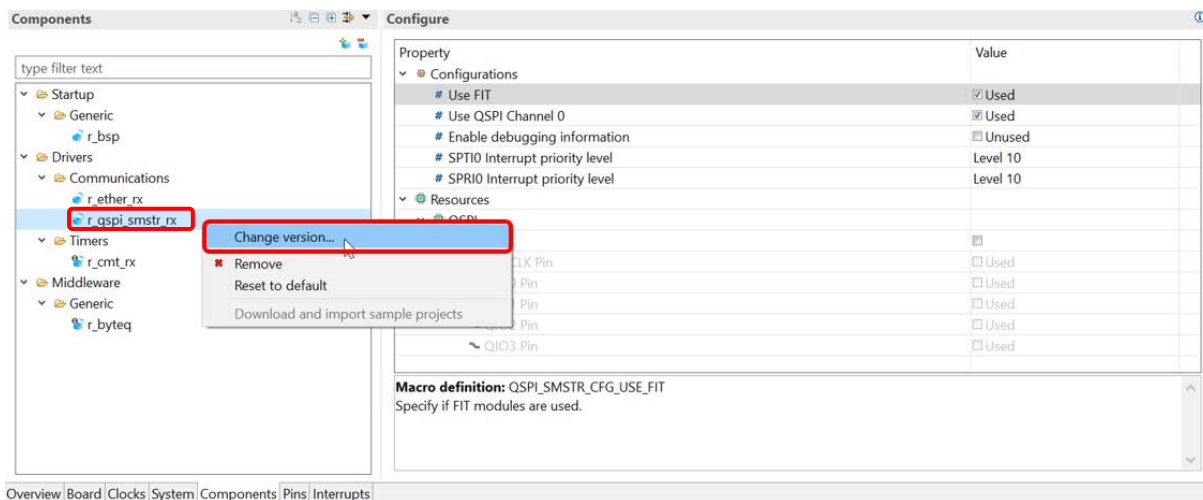 Components
Configure
type filter text
Startup
Generic
r_bsp
Drivers
Communications
r_ether_rx
r_qspi_smstr_rx
Timers
r_cmt_rx
Middleware
Generic
r_byteq
Change version...
Remove
Reset to default
Download and import sample projects
Property Value
Configurations
# Use FIT Used
# Use QSPI Channel 0 Used
# Enable debugging information Unused
# SPTI0 Interrupt priority level Level 10
# SPRI0 Interrupt priority level Level 10
Resources
QSPI
Pin Used
Pin Used
Pin Used
Pin Used
QIO3 Pin Used
Macro definition: QSPI_SMSTR_CFG_USE_FIT
Specify if FIT modules are used.
Overview Board Clocks System Components Pins Interrupts